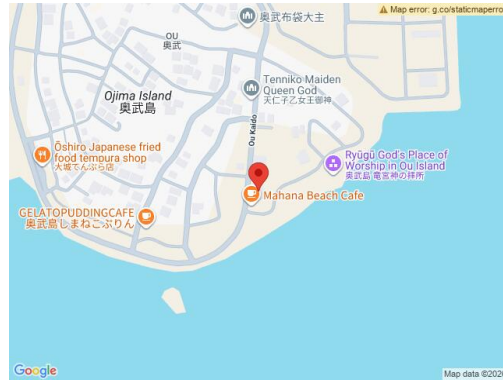 Map error: g.co/staticmaperro
奥武布袋大主
OU
奥武
Tenniko Maiden
Queen God
天仁子乙女王御神
Ojima Island
奥武島
Ou Kaido
Ōshiro Japanese fried
food tempura shop
大城てんぷら店
Ryūgū God's Place of
Worship in Ou Island
奥武島 竜宮神の拝所
Mahana Beach Cafe
GELATOPUDDINGCAFE
奥武島しまねこぷりん
Google
Map data ©2026